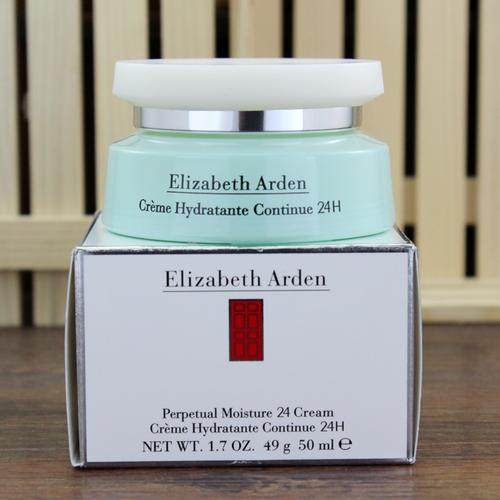 Elizabeth Arden
Crème Hydratante Continue 24H
Elizabeth Arden
Perpetual Moisture 24 Cream
Crème Hydratante Continue 24H
NET WT. 1.7 OZ. 49 g 50 ml ℮